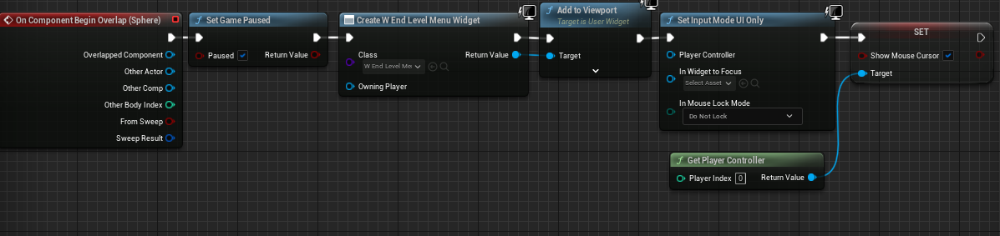 On Component Begin Overlap (Sphere)
Overlapped Component
Other Actor
Other Comp
Other Body Index
From Sweep
Sweep Result
Set Game Paused
Paused
Return Value
Create W End Level Menu Widget
Class
W End Level Me
Return Value
Owning Player
Add to Viewport
Target is User Widget
Target
Set Input Mode UI Only
Player Controller
In Widget to Focus
Select Asset
In Mouse Lock Mode
Do Not Lock
SET
Show Mouse Cursor
Target
Get Player Controller
Player Index 0
Return Value